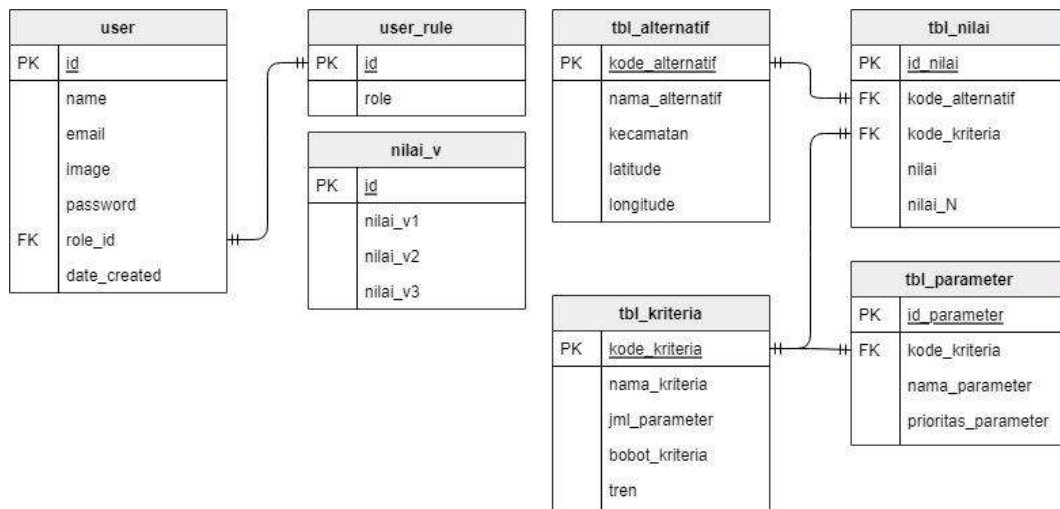 user
PK id
name
email
image
password
FK role_id
date_created
user_rule
PK id
role
nilai_v
PK id
nilai_v1
nilai_v2
nilai_v3
tbl_alternatif
PK kode_alternatif
nama_alternatif
kecamatan
latitude
longitude
tbl_nilai
PK id_nilai
FK kode_alternatif
FK kode_kriteria
nilai
nilai_N
tbl_kriteria
PK kode_kriteria
nama_kriteria
jml_parameter
bobot_kriteria
tren
tbl_parameter
PK id_parameter
FK kode_kriteria
nama_parameter
prioritas_parameter